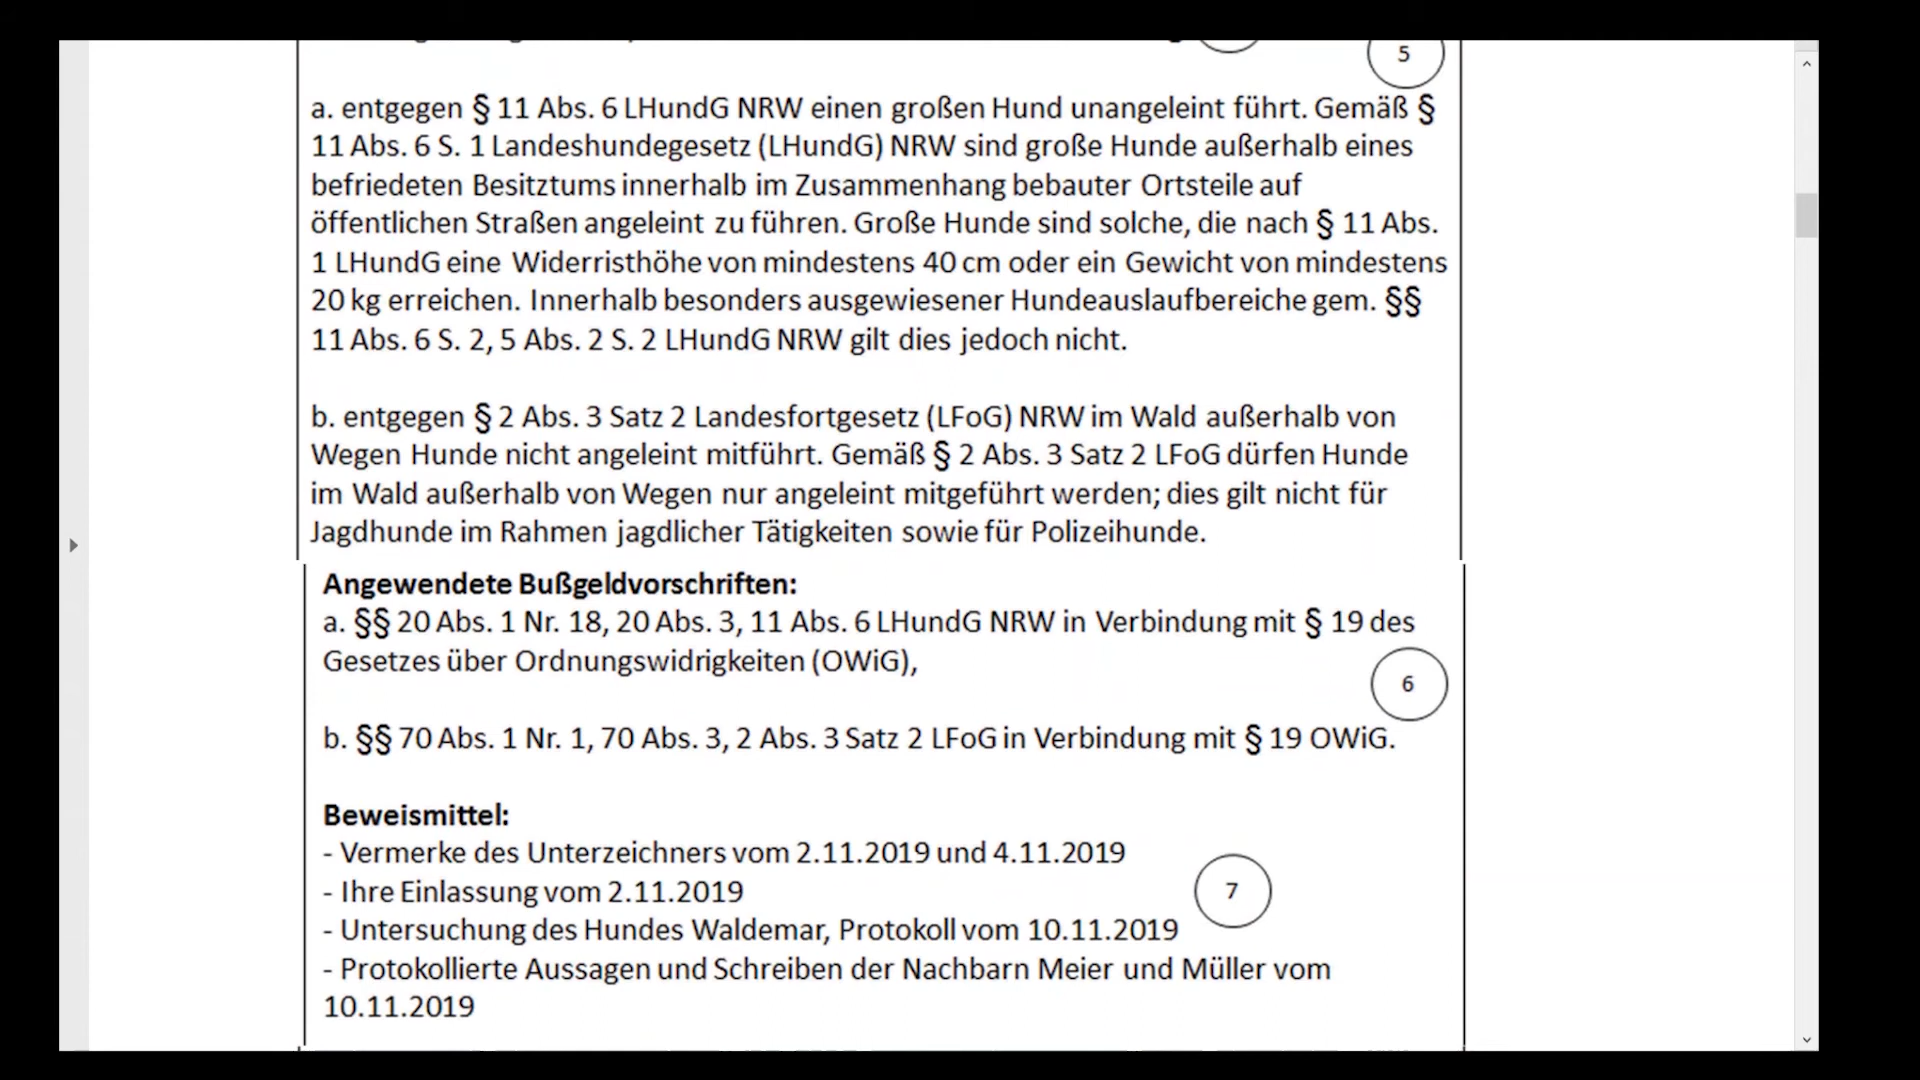 5
a. entgegen § 11 Abs. 6 LHundG NRW einen großen Hund unangeleint führt. Gemäß §
11 Abs. 6 S. 1 Landeshundegesetz (LHundG) NRW sind große Hunde außerhalb eines
befriedeten Besitztums innerhalb im Zusammenhang bebauter Ortsteile auf
öffentlichen Straßen angeleint zu führen. Große Hunde sind solche, die nach § 11 Abs.
1 LHundG eine Widerristhöhe von mindestens 40 cm oder ein Gewicht von mindestens
20 kg erreichen. Innerhalb besonders ausgewiesener Hundeauslaufbereiche gem. §§
11 Abs. 6 S. 2, 5 Abs. 2 S. 2 LHundG NRW gilt dies jedoch nicht.
b. entgegen § 2 Abs. 3 Satz 2 Landesfortgesetz (LFoG) NRW im Wald außerhalb von
Wegen Hunde nicht angeleint mitführt. Gemäß § 2 Abs. 3 Satz 2 LFoG dürfen Hunde
im Wald außerhalb von Wegen nur angeleint mitgeführt werden; dies gilt nicht für
Jagdhunde im Rahmen jagdlicher Tätigkeiten sowie für Polizeihunde.
Angewendete Bußgeldvorschriften:
a. §§ 20 Abs. 1 Nr. 18, 20 Abs. 3, 11 Abs. 6 LHundG NRW in Verbindung mit § 19 des
Gesetzes über Ordnungswidrigkeiten (OWiG),
6
b. §§ 70 Abs. 1 Nr. 1, 70 Abs. 3, 2 Abs. 3 Satz 2 LFoG in Verbindung mit § 19 OWiG.
Beweismittel:
- Vermerke des Unterzeichners vom 2.11.2019 und 4.11.2019
- Ihre Einlassung vom 2.11.2019
7
- Untersuchung des Hundes Waldemar, Protokoll vom 10.11.2019
- Protokollierte Aussagen und Schreiben der Nachbarn Meier und Müller vom
10.11.2019